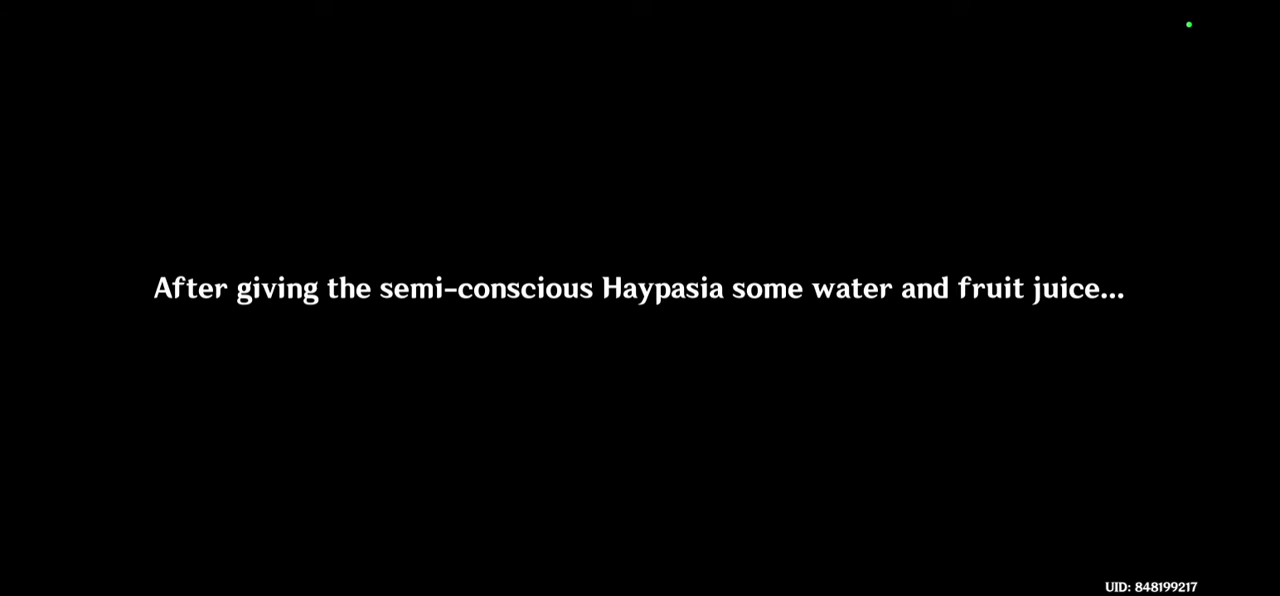 After giving the semi-conscious Haypasia some water and fruit juice...
UID: 848199217